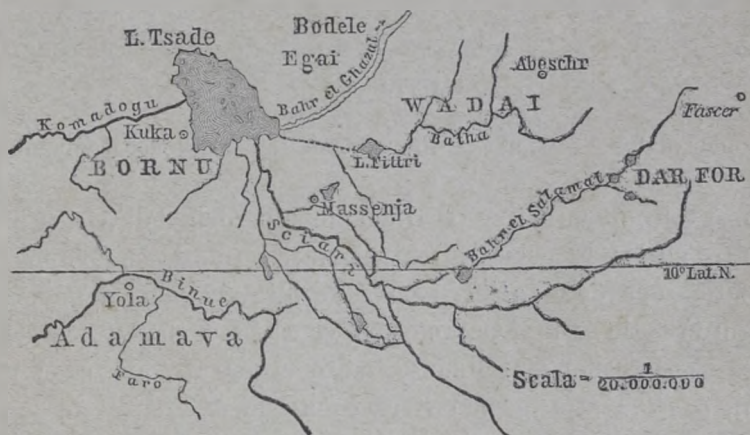 Bodele
L. Tsade
Egai
Bahr el Ghazal
Abeschr
WADAI
Komadogu
Fascer
Kuka
Batha
BORNU
L. Fittri
DAR FOR
Massenja
Bahr el Salamat
Sciari
10° Lat. N.
Binue
Yola
Adamava
Faro
Scala = 1/20.000.000